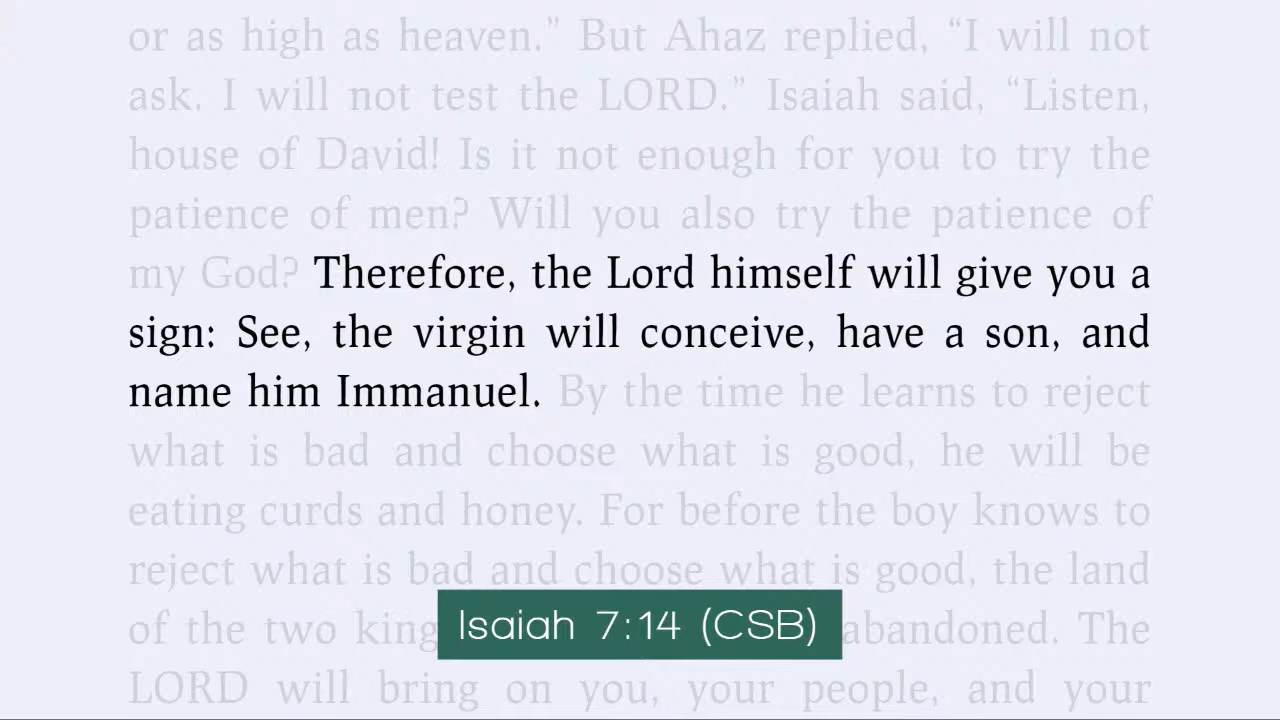 or as high as heaven.” But Ahaz replied, “I will not
ask. I will not test the LORD.” Isaiah said, “Listen,
house of David! Is it not enough for you to try the
patience of men? Will you also try the patience of
my God? Therefore, the Lord himself will give you a
sign: See, the virgin will conceive, have a son, and
name him Immanuel. By the time he learns to reject
what is bad and choose what is good, he will be
eating curds and honey. For before the boy knows to
reject what is bad and choose what is good, the land
of the two king abandoned. The
Isaiah 7:14 (CSB)
LORD will bring on you, your people, and your